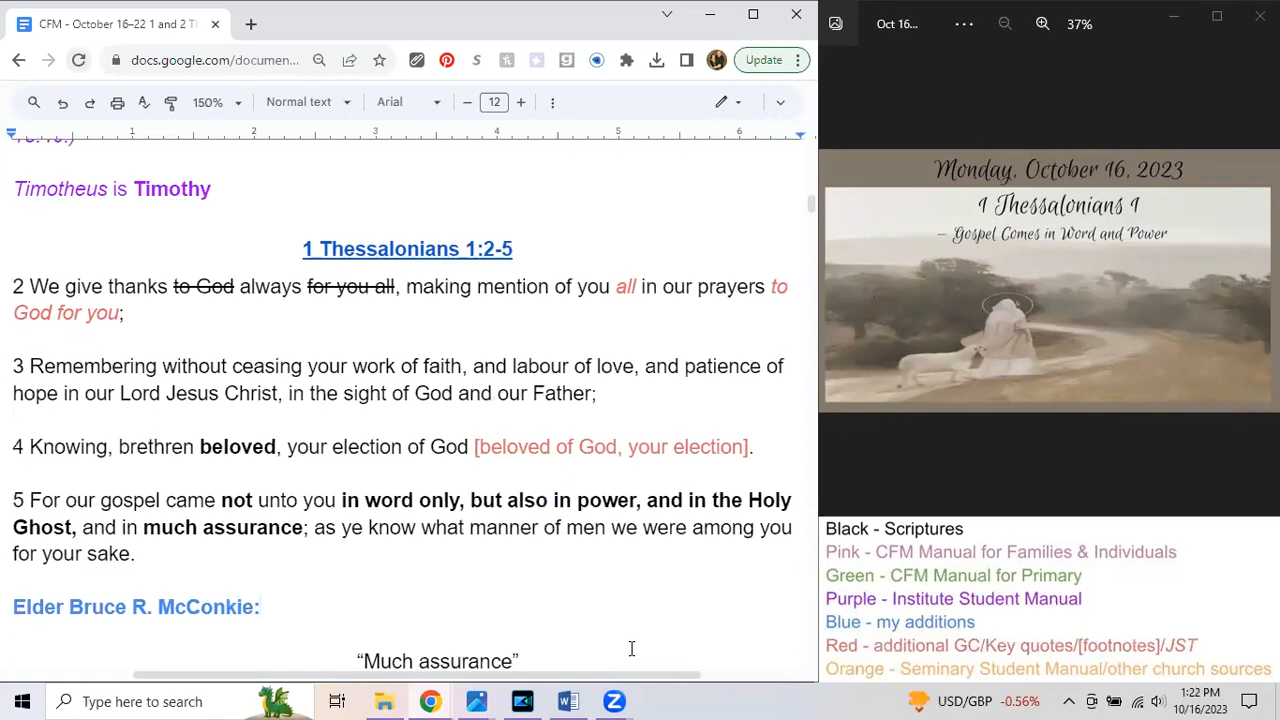 CFM - October 16–22 1 and 2 Th
docs.google.com/documen...
Update
150%
Normal text
Arial
12
1 2 3 4 5 6
Timotheus is Timothy
1 Thessalonians 1:2-5
2 We give thanks to God always for you all, making mention of you all in our prayers to
God for you;
3 Remembering without ceasing your work of faith, and labour of love, and patience of
hope in our Lord Jesus Christ, in the sight of God and our Father;
4 Knowing, brethren beloved, your election of God [beloved of God, your election].
5 For our gospel came not unto you in word only, but also in power, and in the Holy
Ghost, and in much assurance; as ye know what manner of men we were among you
for your sake.
Elder Bruce R. McConkie:
“Much assurance”
Oct 16...
37%
Monday, October 16, 2023
1 Thessalonians 1
– Gospel Comes in Word and Power
Black - Scriptures
Pink - CFM Manual for Families & Individuals
Green - CFM Manual for Primary
Purple - Institute Student Manual
Blue - my additions
Red - additional GC/Key quotes/[footnotes]/JST
Orange - Seminary Student Manual/other church sources
Type here to search
USD/GBP -0.56%
1:22 PM
10/16/2023